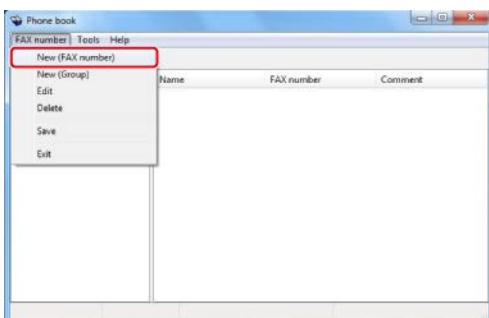 Phone book
FAX number Tools Help
New (FAX number)
New (Group)
Edit
Delete
Save
Exit
Name FAX number Comment